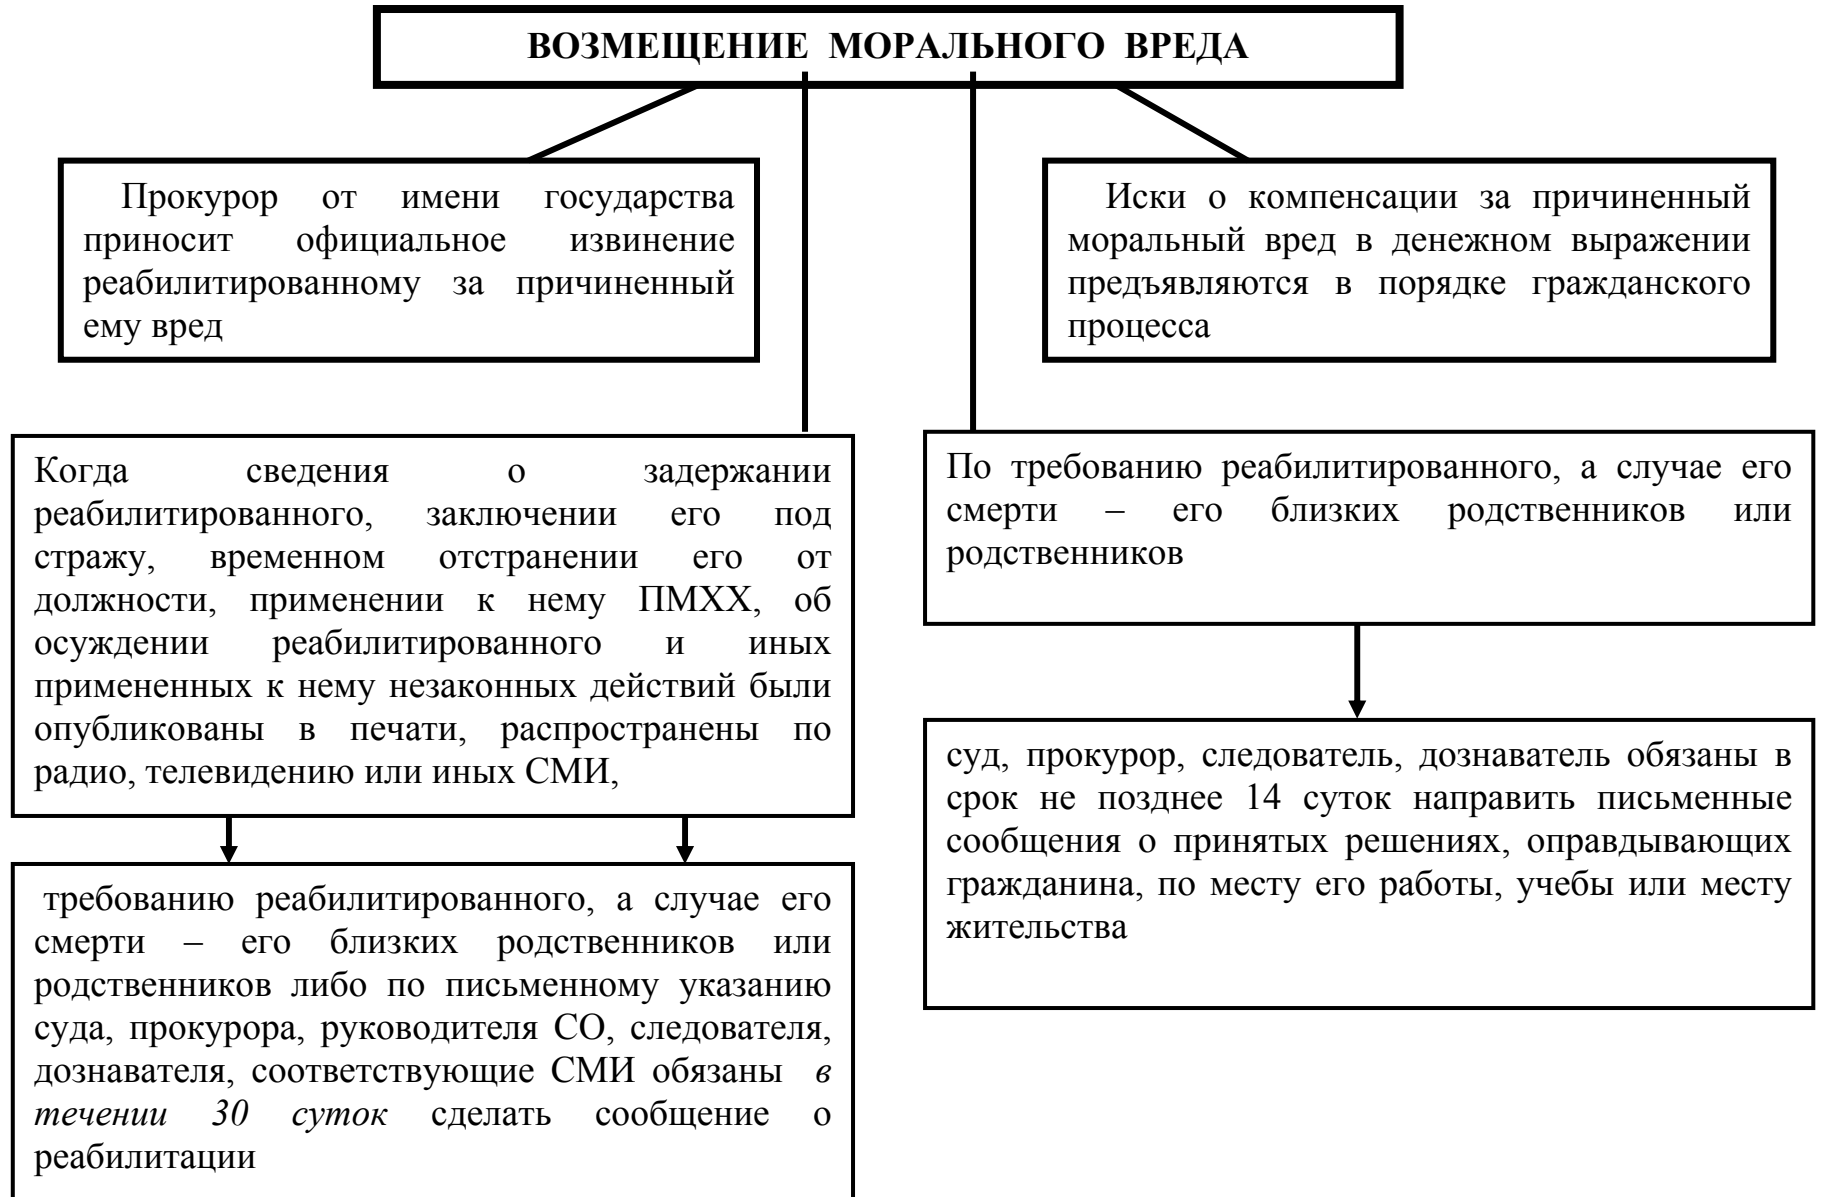 ВОЗМЕЩЕНИЕ МОРАЛЬНОГО ВРЕДА
Прокурор от имени государства
приносит официальное извинение
реабилитированному за причиненный
ему вред
Иски о компенсации за причиненный
моральный вред в денежном выражении
предъявляются в порядке гражданского
процесса
Когда сведения о задержании
реабилитированного, заключении его под
стражу, временном отстранении его от
должности, применении к нему ПМХХ, об
осуждении реабилитированного и иных
примененных к нему незаконных действий были
опубликованы в печати, распространены по
радио, телевидению или иных СМИ,
По требованию реабилитированного, а случае его
смерти – его близких родственников или
родственников
суд, прокурор, следователь, дознаватель обязаны в
срок не позднее 14 суток направить письменные
сообщения о принятых решениях, оправдывающих
гражданина, по месту его работы, учебы или месту
жительства
требованию реабилитированного, а случае его
смерти – его близких родственников или
родственников либо по письменному указанию
суда, прокурора, руководителя СО, следователя,
дознавателя, соответствующие СМИ обязаны в
течении 30 суток сделать сообщение о
реабилитации